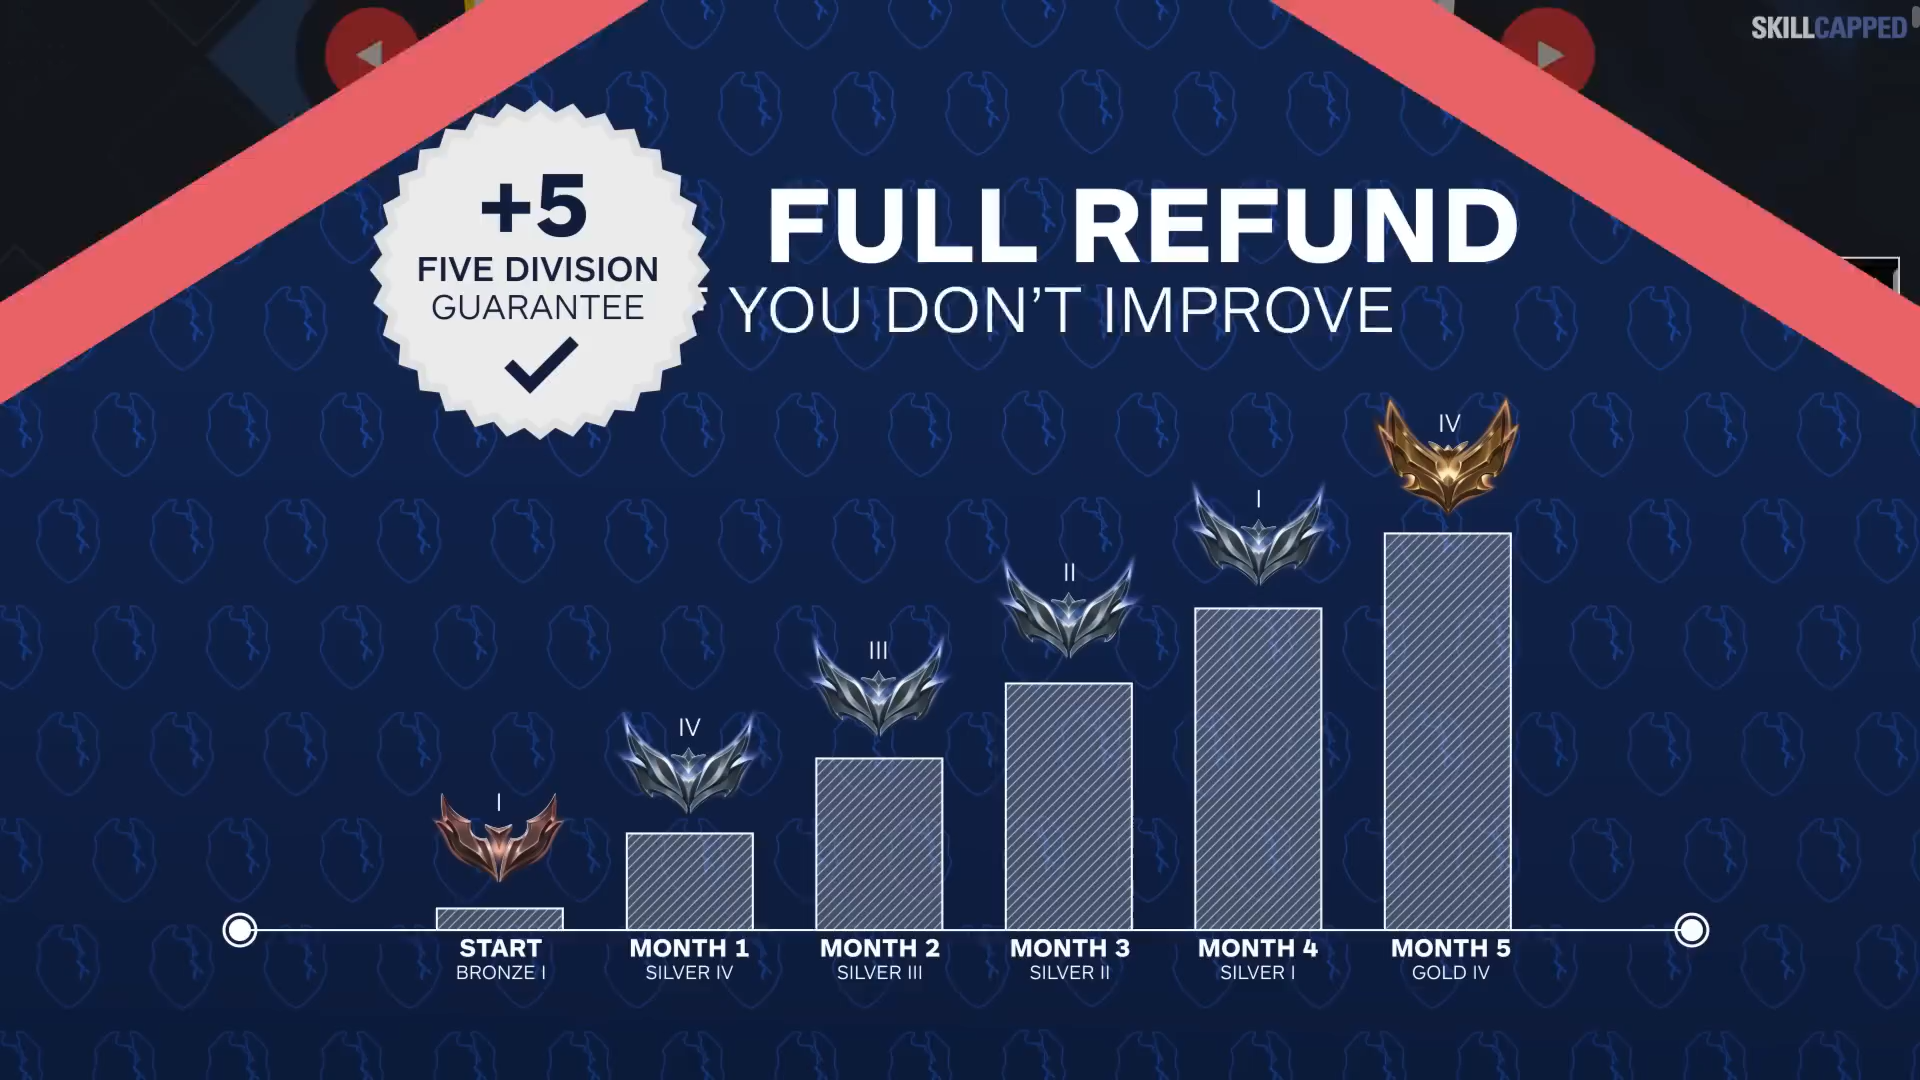 SKILLCAPPED
+5
FIVE DIVISION
GUARANTEE
FULL REFUND
YOU DON'T IMPROVE
IV
I
II
III
IV
I
START
BRONZE I
MONTH 1
SILVER IV
MONTH 2
SILVER III
MONTH 3
SILVER II
MONTH 4
SILVER I
MONTH 5
GOLD IV